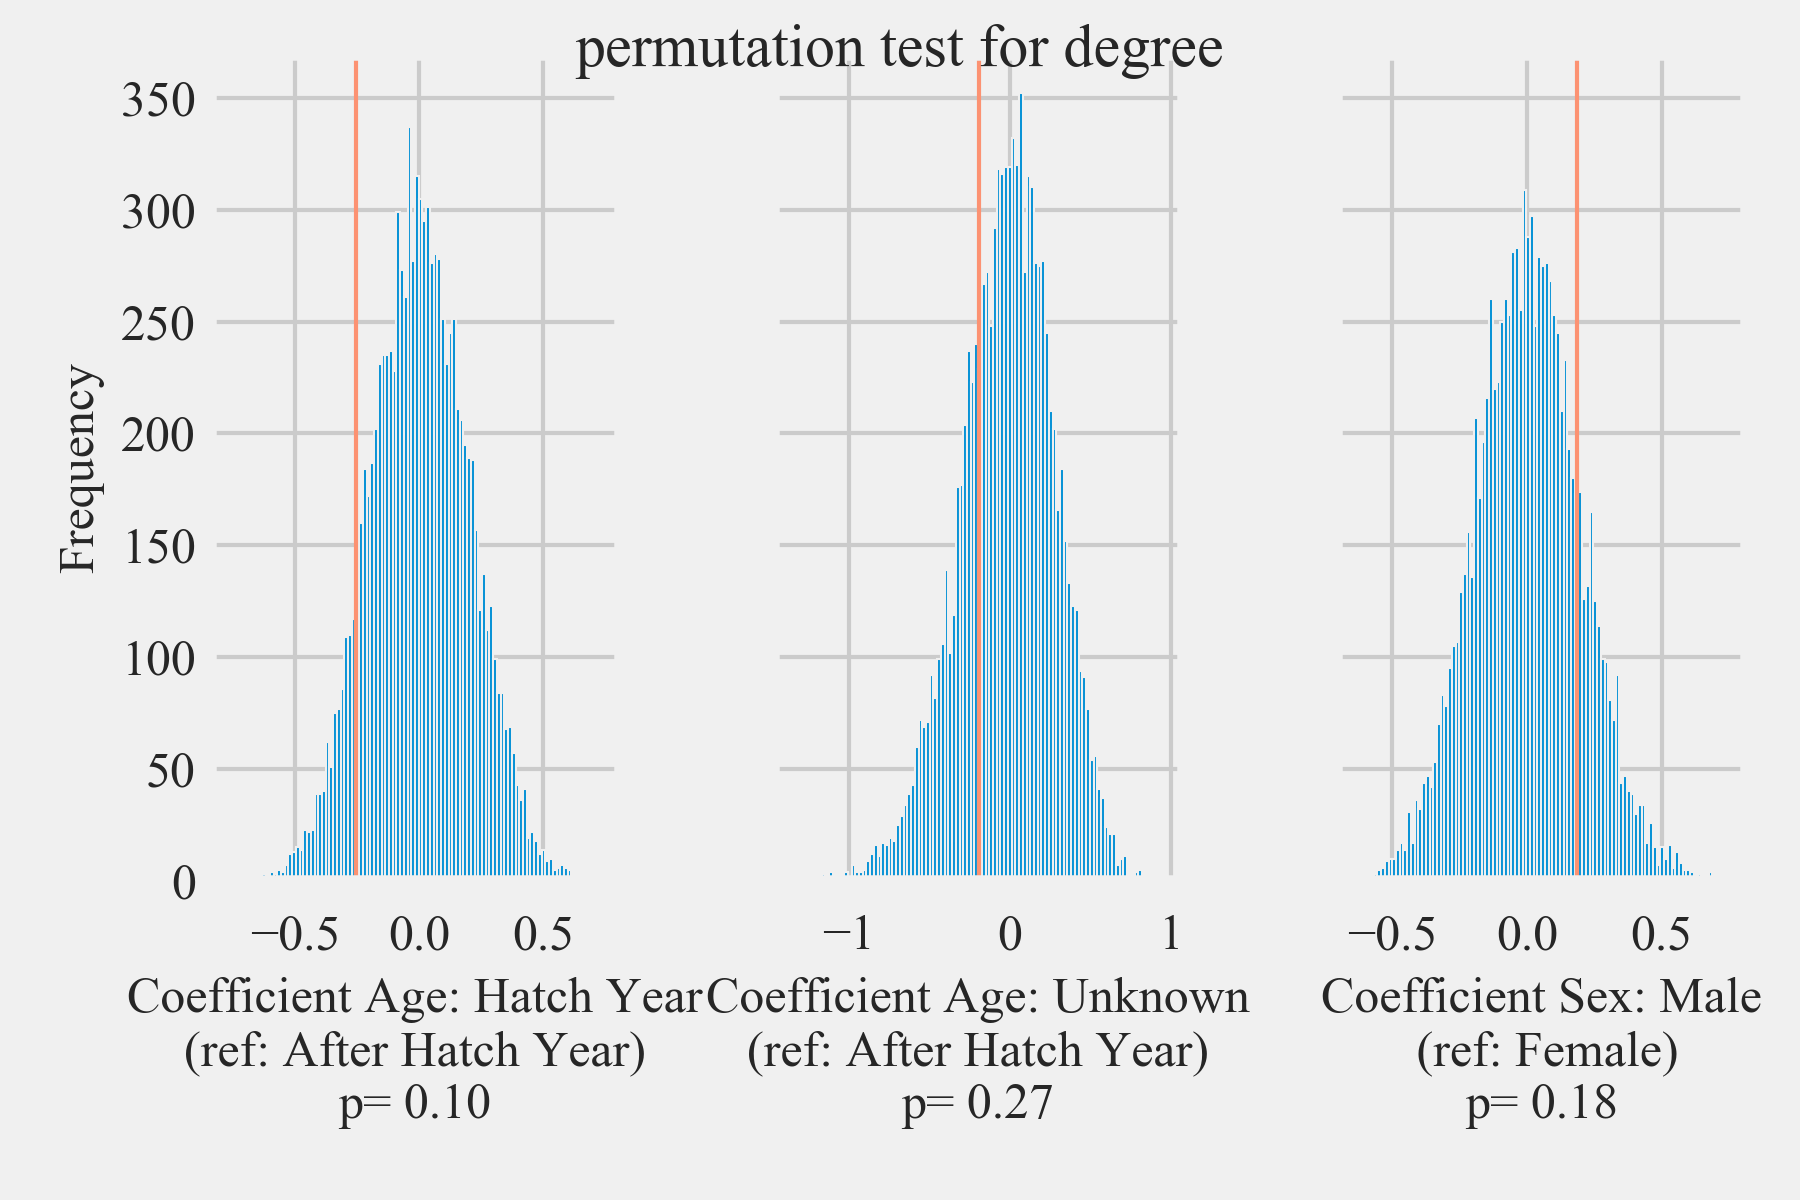 permutation test for degree
Frequency
350
300
250
200
150
100
50
0
−0.5 0.0 0.5
Coefficient Age: Hatch Year
(ref: After Hatch Year)
p= 0.10
−1 0 1
Coefficient Age: Unknown
(ref: After Hatch Year)
p= 0.27
−0.5 0.0 0.5
Coefficient Sex: Male
(ref: Female)
p= 0.18